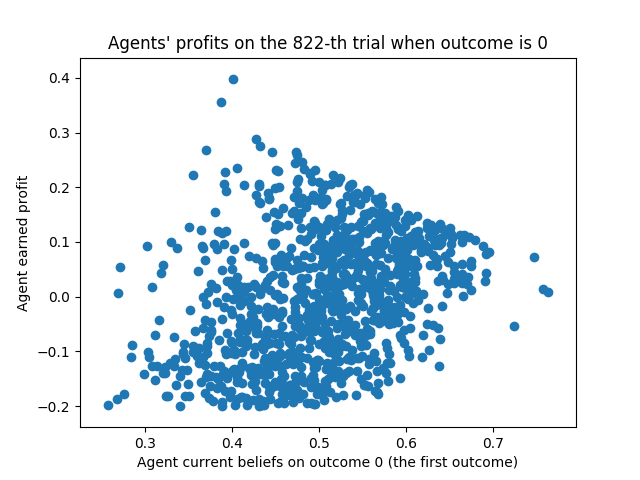 Agents' profits on the 822-th trial when outcome is 0
0.4
0.3
0.2
0.1
0.0
−0.1
−0.2
Agent earned profit
0.3 0.4 0.5 0.6 0.7
Agent current beliefs on outcome 0 (the first outcome)